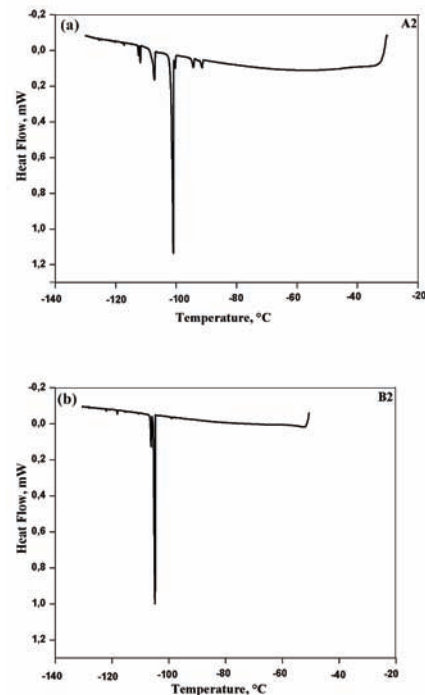 (a)
A2
-0,2
0,0
0,2
0,4
0,6
0,8
1,0
1,2
Heat Flow, mW
-140 -120 -100 -80 -60 -40 -20
Temperature, °C
(b)
B2
-0,2
0,0
0,2
0,4
0,6
0,8
1,0
1,2
Heat Flow, mW
-140 -120 -100 -80 -60 -40 -20
Temperature, °C